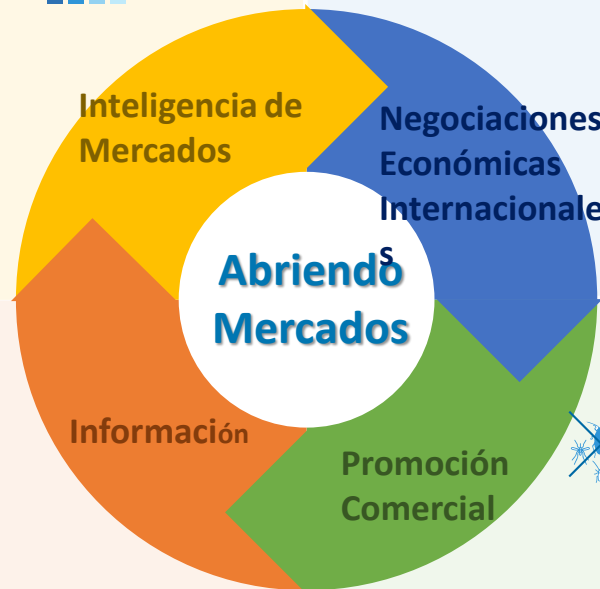 Inteligencia de
Mercados
Negociaciones
Económicas
Internacionale
s
Abriendo
Mercados
Información
Promoción
Comercial